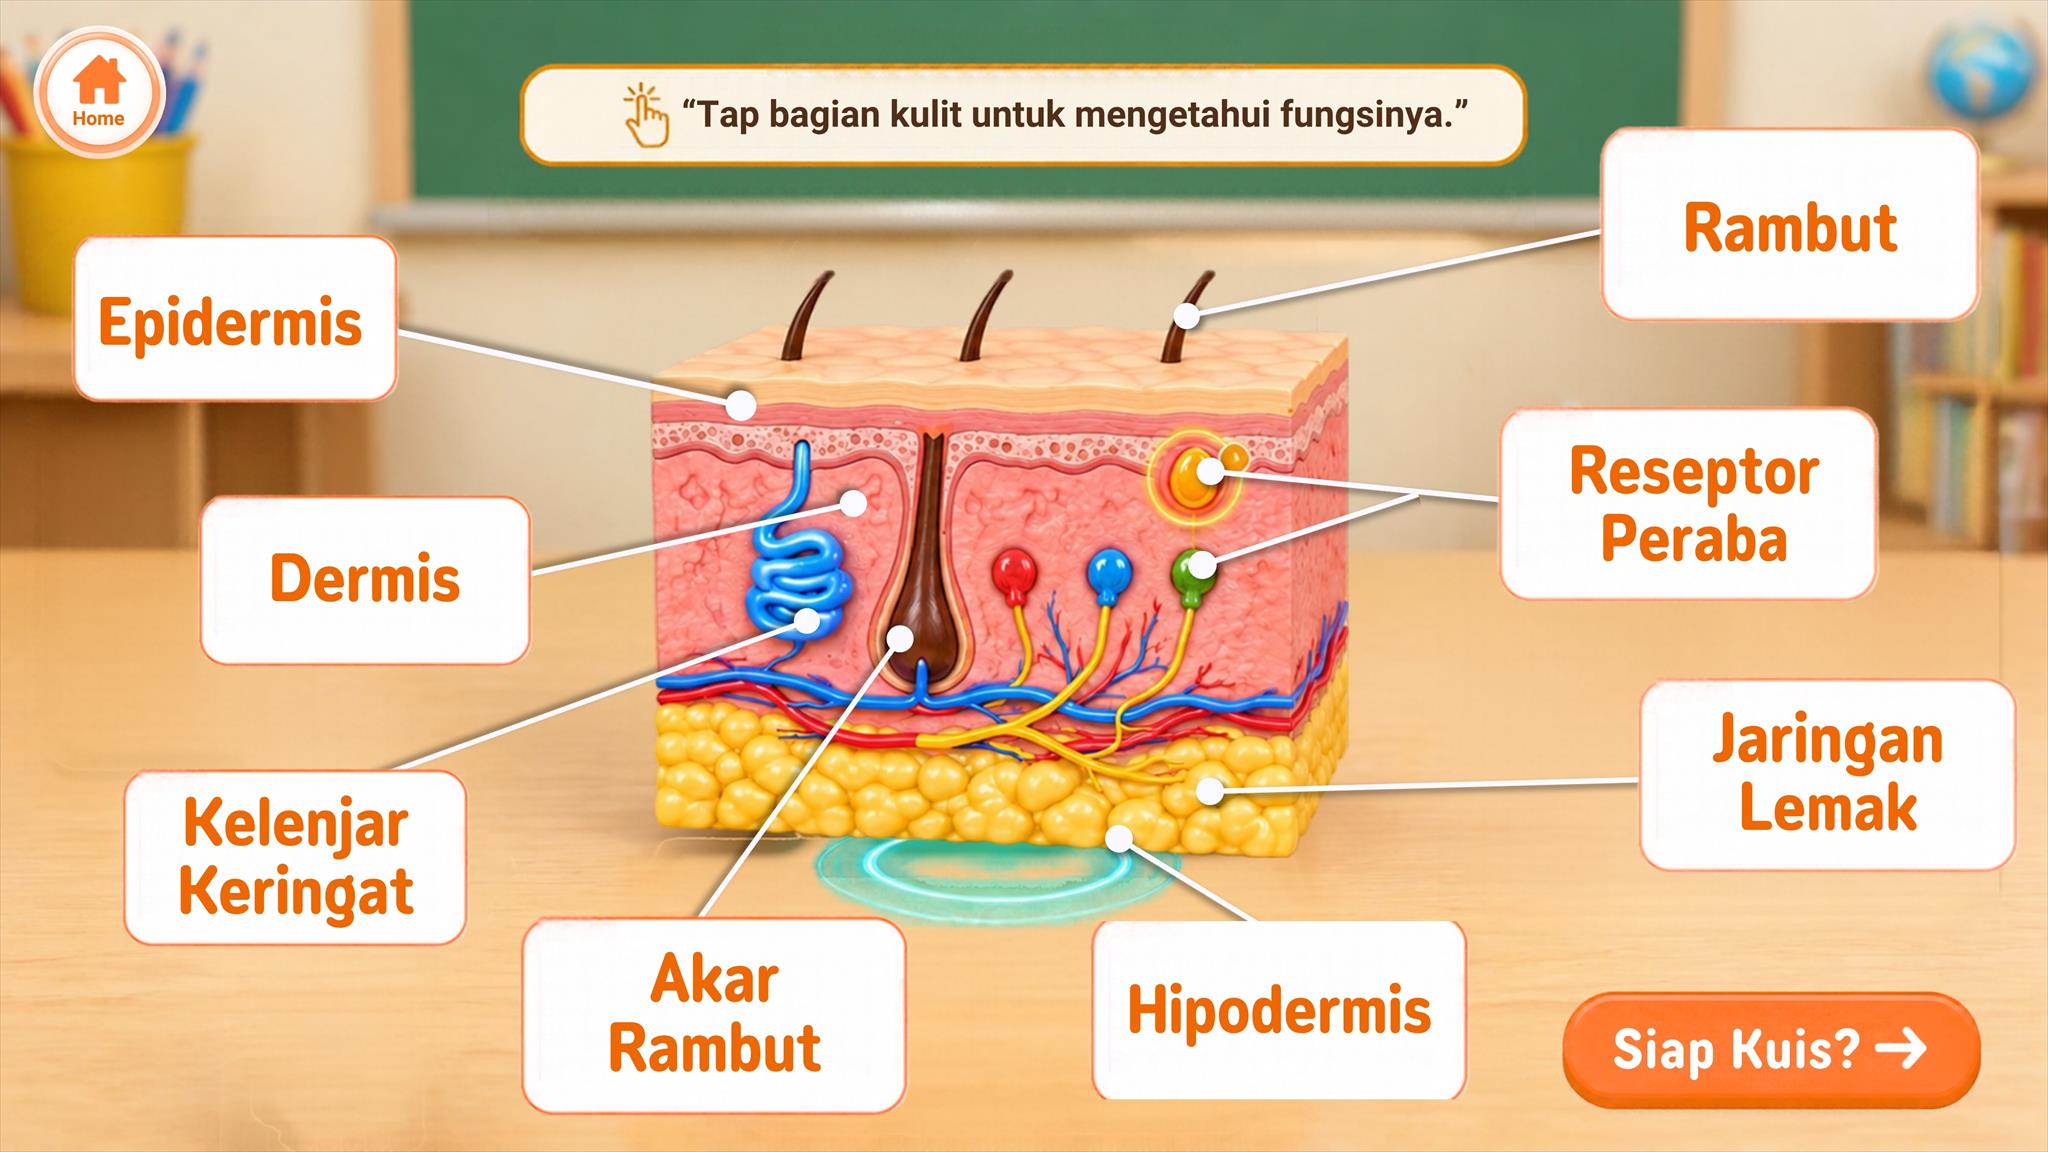 Home
“Tap bagian kulit untuk mengetahui fungsinya.”
Rambut
Epidermis
Reseptor
Peraba
Dermis
Jaringan
Lemak
Kelenjar
Keringat
Akar
Rambut
Hipodermis
Siap Kuis? →